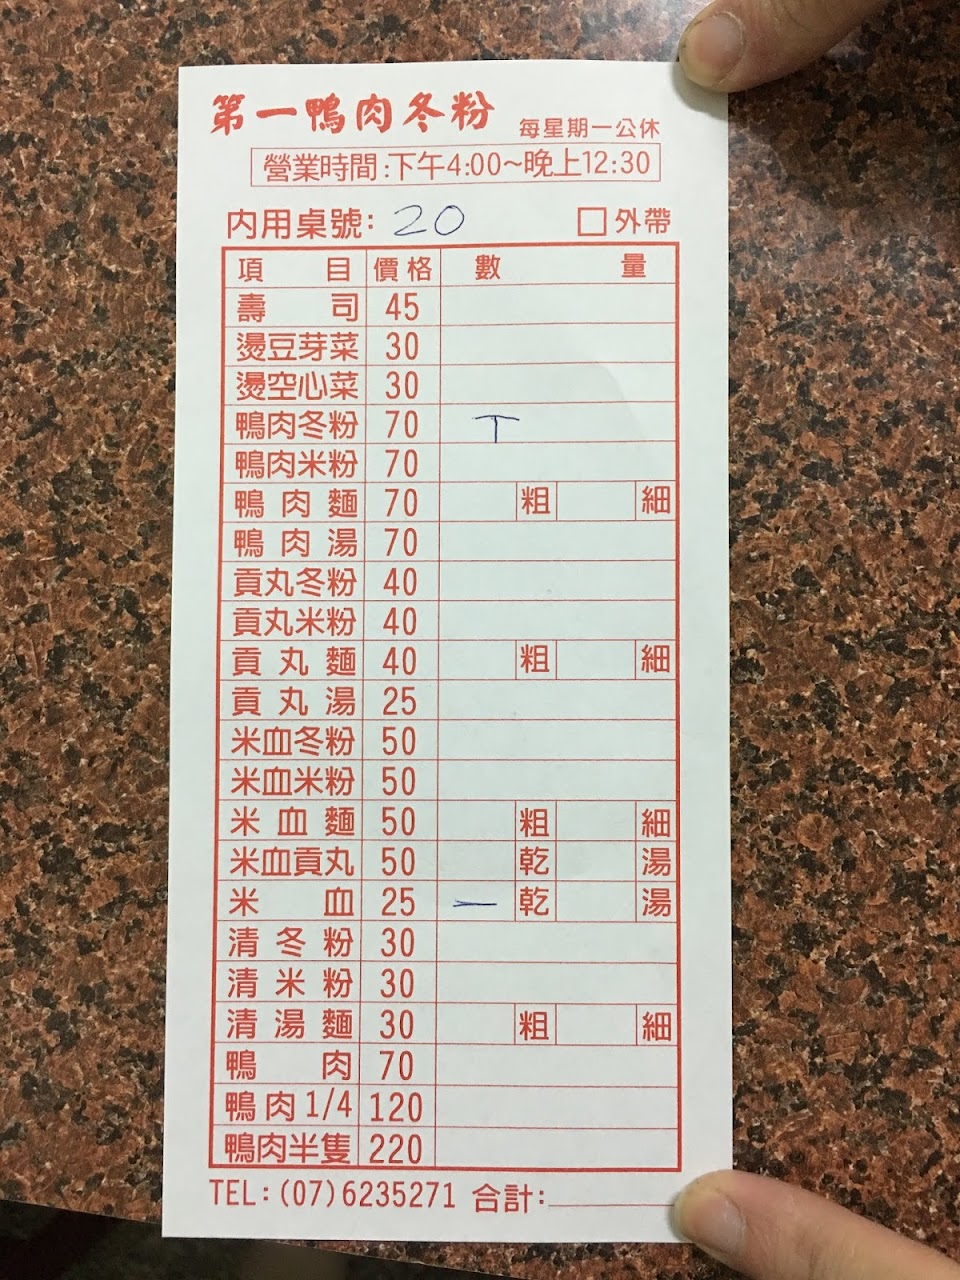 第一鴨肉冬粉
每星期一公休
營業時間:下午4:00~晚上12:30
內用桌號: 20 □外帶
項目 價格 數量
壽司 45
燙豆芽菜 30
燙空心菜 30
鴨肉冬粉 70 丅
鴨肉米粉 70
鴨肉麵 70 粗 細
鴨肉湯 70
貢丸冬粉 40
貢丸米粉 40
貢丸麵 40 粗 細
貢丸湯 25
米血冬粉 50
米血米粉 50
米血麵 50 粗 細
米血貢丸 50 乾 湯
米血 25 一 乾 湯
清冬粉 30
清米粉 30
清湯麵 30 粗 細
鴨肉 70
鴨肉1/4 120
鴨肉半隻 220
TEL:(07)6235271 合計: